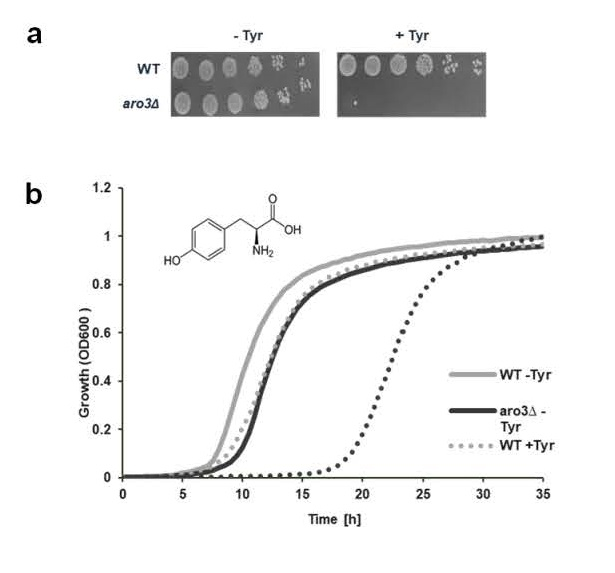 a
- Tyr
+ Tyr
WT
aro3Δ
b
1.2
1
0.8
0.6
0.4
0.2
0
Growth (OD600 )
O
OH
NH₂
HO
WT -Tyr
aro3Δ -
Tyr
WT +Tyr
0 5 10 15 20 25 30 35
Time [h]